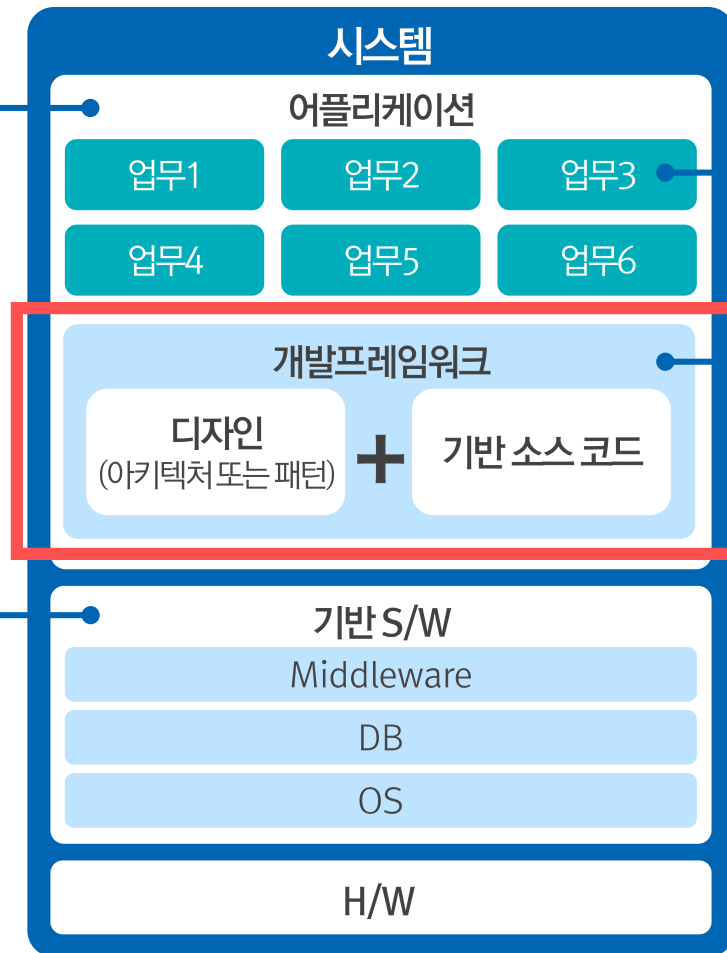 시스템
어플리케이션
업무1
업무2
업무3
업무4
업무5
업무6
개발프레임워크
디자인
(아키텍처 또는 패턴)
+
기반 소스 코드
기반 S/W
Middleware
DB
OS
H/W